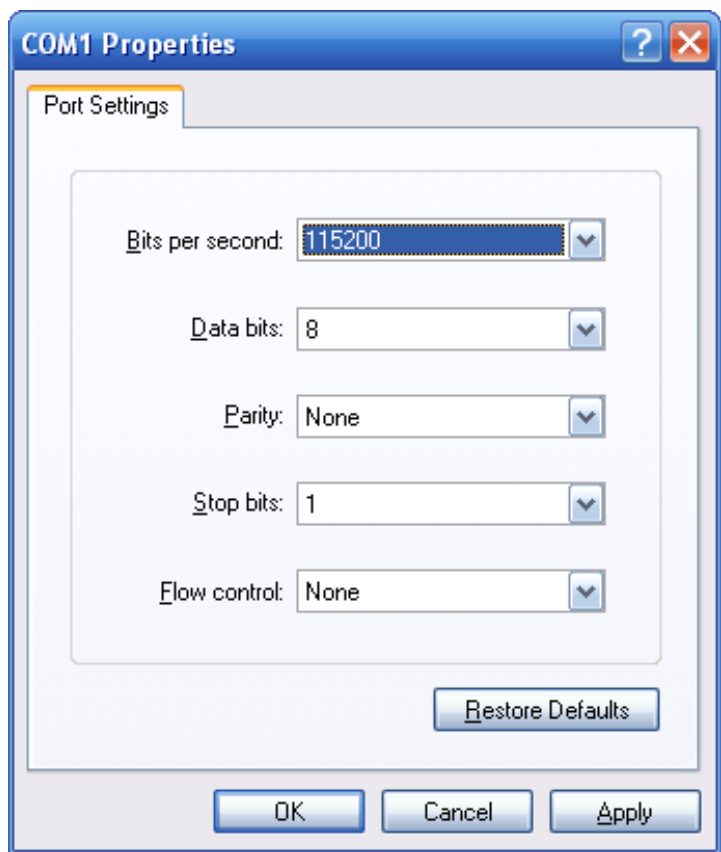 COM1 Properties
Port Settings
Bits per second: 115200
Data bits: 8
Parity: None
Stop bits: 1
Flow control: None
Restore Defaults
OK Cancel Apply